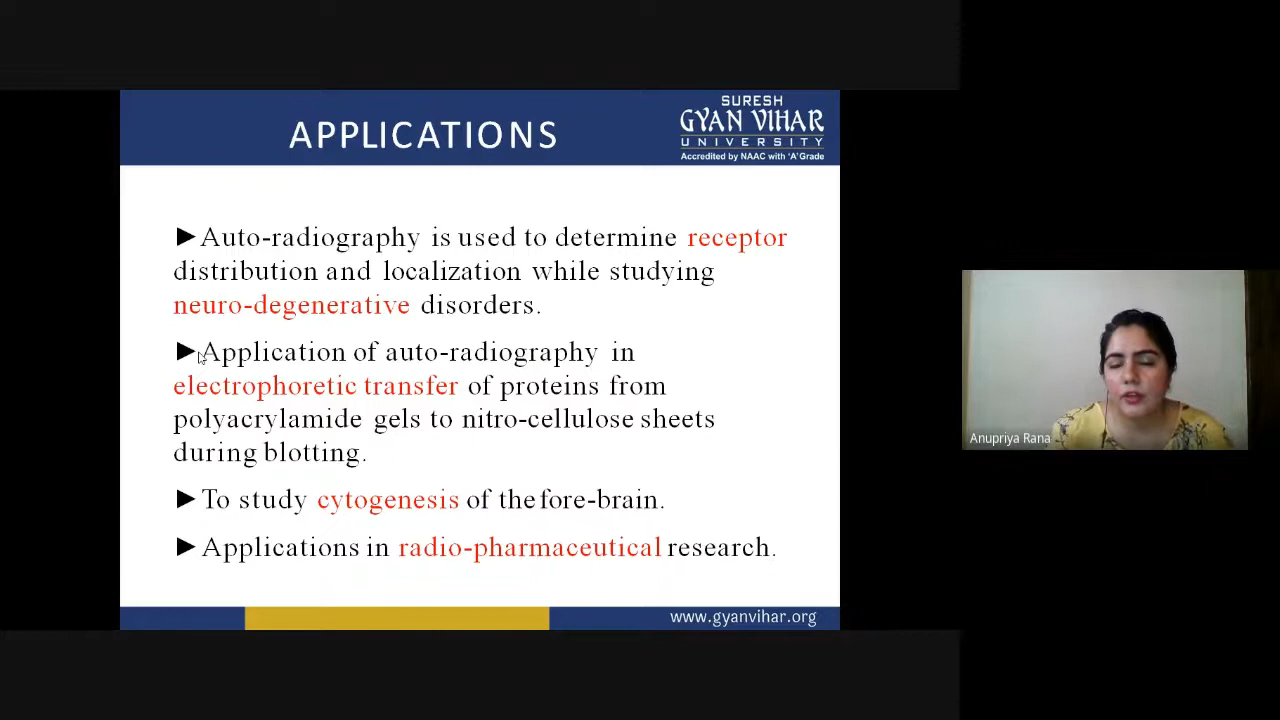 APPLICATIONS
SURESH
GYAN VIHAR
UNIVERSITY
Accredited by NAAC with 'A' Grade
►Auto-radiography is used to determine receptor
distribution and localization while studying
neuro-degenerative disorders.
►Application of auto-radiography in
electrophoretic transfer of proteins from
polyacrylamide gels to nitro-cellulose sheets
during blotting.
► To study cytogenesis of the fore-brain.
► Applications in radio-pharmaceutical research.
www.gyanvihar.org
Anupriya Rana